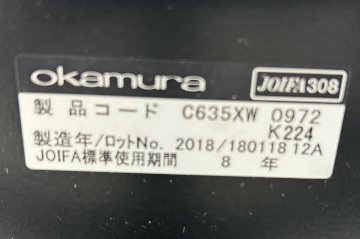 okamura JOIFA308
製品コード C635XW 0972
K224
製造年/ロットNo. 2018/180118 12A
JOIFA標準使用期間 8 年